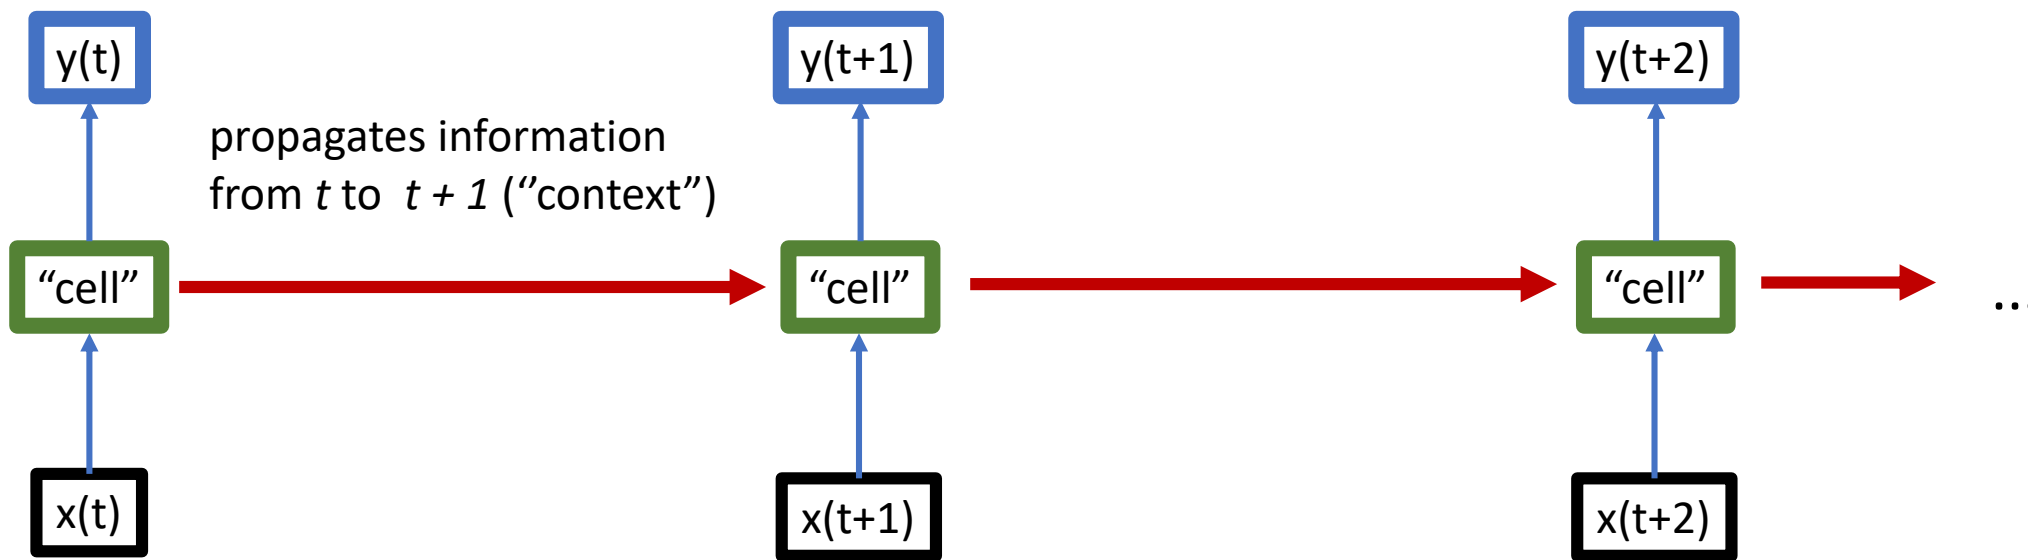 y(t)
y(t+1)
y(t+2)
propagates information
from t to t + 1 (‘’context”)
“cell”
“cell”
“cell”
...
x(t)
x(t+1)
x(t+2)